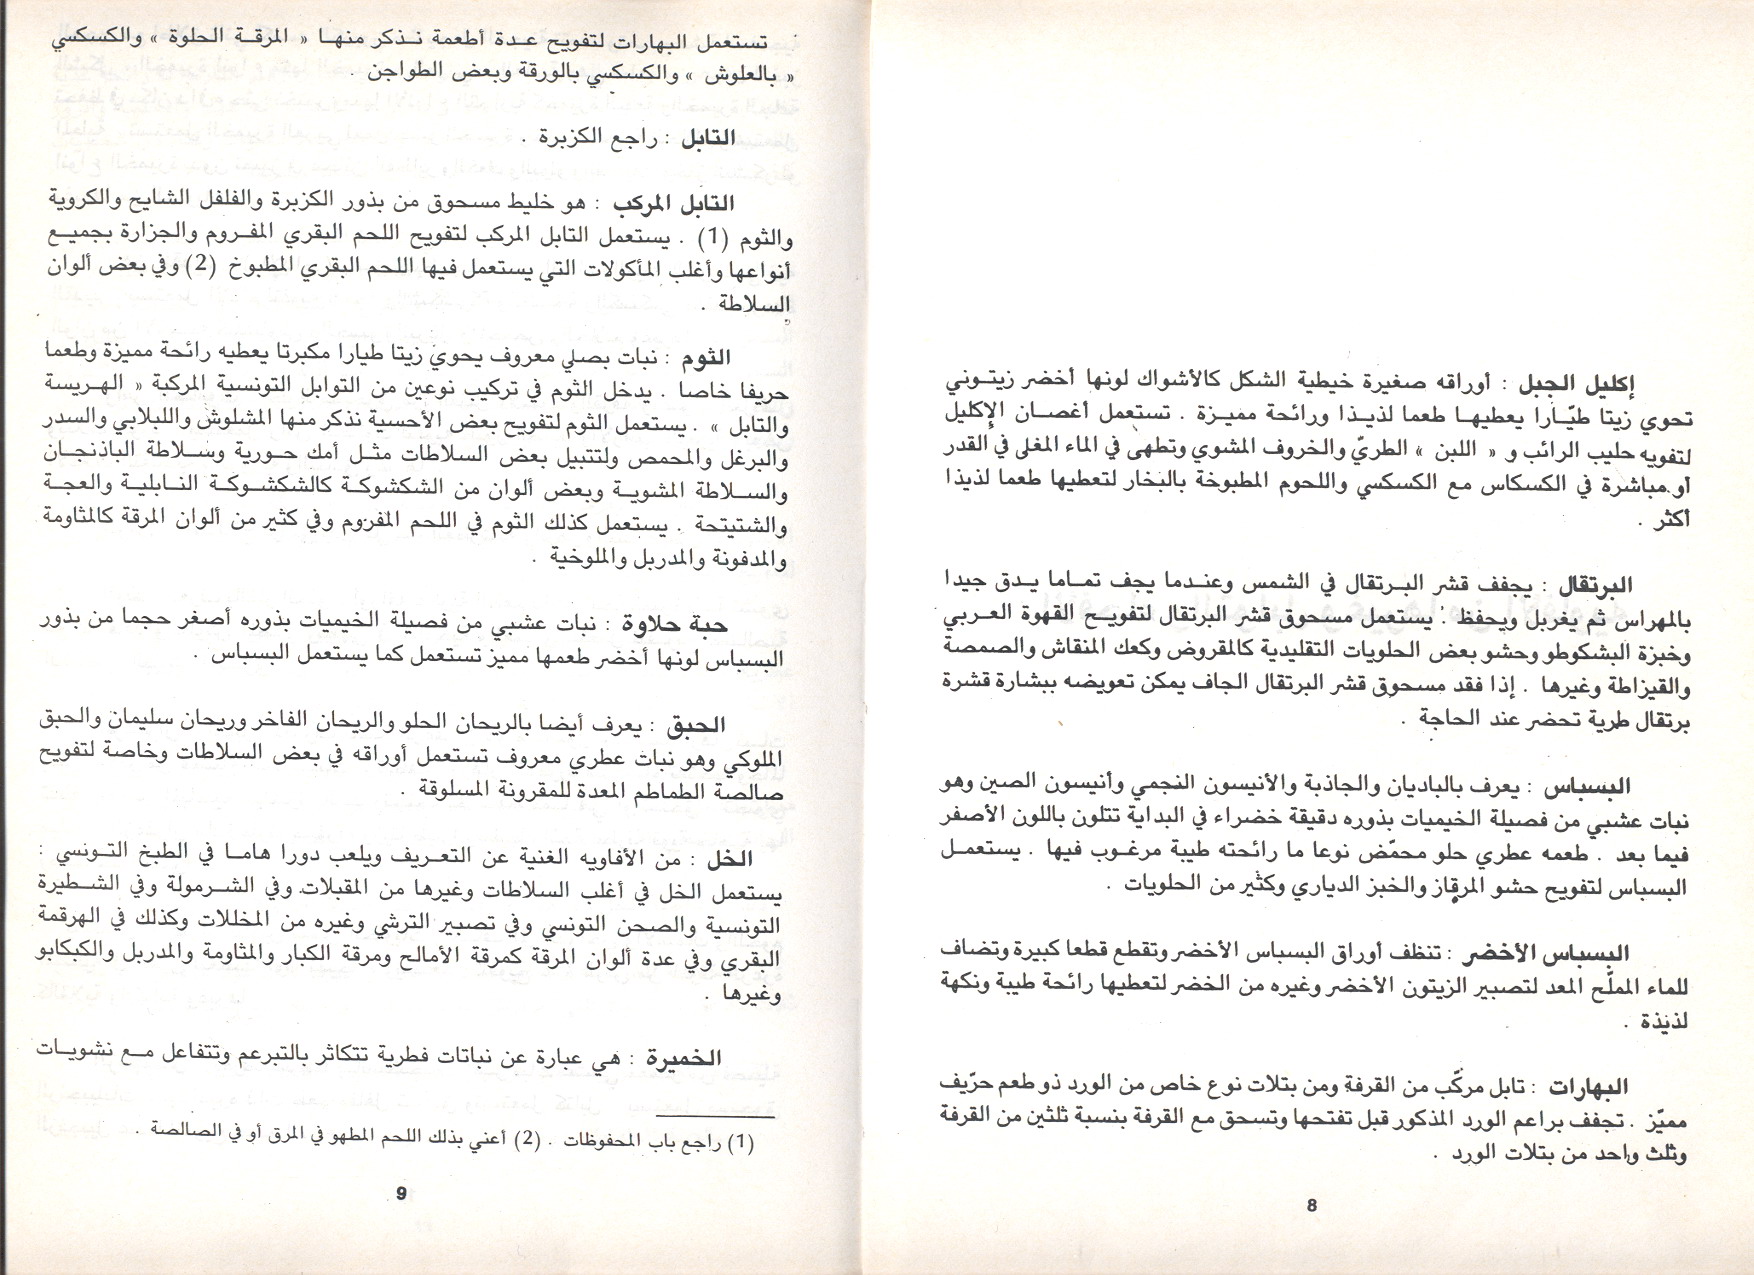 إكليل الجبل : أوراقه صغيرة خيطية الشكل كالأشواك لونها أخضر زيتوني
تحوي زيتا طيّارا يعطيها طعما لذيذا ورائحة مميزة . تستعمل أغصان الإكليل
لتفويه حليب الرائب و « اللبن » الطريّ والخروف المشوي وتطهى في الماء المغلى في القدر
أو مباشرة في الكسكاس مع الكسكسي واللحوم المطبوخة بالبخار لتعطيها طعما لذيذا
أكثر .
البرتقال : يجفف قشر البرتقال في الشمس وعندما يجف تماما يدق جيدا
بالمهراس ثم يغربل ويحفظ . يستعمل مسحوق قشر البرتقال لتفويح القهوة العربي
وخبزة البشكوطو وحشو بعض الحلويات التقليدية كالمقروض وكعك المنقاش والصمصة
والقيزاطة وغيرها . إذا فقد مسحوق قشر البرتقال الجاف يمكن تعويضه ببشارة قشرة
برتقال طرية تحضر عند الحاجة .
البسباس : يعرف بالباديان والجاذبة والأنيسون النجمي وأنيسون الصين وهو
نبات عشبي من فصيلة الخيميات بذوره دقيقة خضراء في البداية تتلون باللون الأصفر
فيما بعد . طعمه عطري حلو محمّض نوعا ما رائحته طيبة مرغوب فيها . يستعمل
البسباس لتفويح حشو المرقاز والخبز الدياري وكثير من الحلويات .
البسباس الأخضر : تنظف أوراق البسباس الأخضر وتقطع قطعا كبيرة وتضاف
للماء المملّح المعد لتصبير الزيتون الأخضر وغيره من الخضر لتعطيها رائحة طيبة ونكهة
لذيذة .
البهارات : تابل مركّب من القرفة ومن بتلات نوع خاص من الورد ذو طعم حرّيف
مميّز . تجفف براعم الورد المذكور قبل تفتحها وتسحق مع القرفة بنسبة ثلثين من القرفة
وثلث واحد من بتلات الورد .
8
تستعمل البهارات لتفويح عدة أطعمة نذكر منها « المرقة الحلوة » والكسكسي
« بالعلوش » والكسكسي بالورقة وبعض الطواجن .
التابل : راجع الكزبرة .
التابل المركب : هو خليط مسحوق من بذور الكزبرة والفلفل الشايح والكروية
والثوم (1) . يستعمل التابل المركب لتفويح اللحم البقري المفروم والجزارة بجميع
أنواعها وأغلب المأكولات التي يستعمل فيها اللحم البقري المطبوخ (2) وفي بعض ألوان
السلاطة .
الثوم : نبات بصلي معروف يحوي زيتا طيارا مكبرتا يعطيه رائحة مميزة وطعما
حريفا خاصا . يدخل الثوم في تركيب نوعين من التوابل التونسية المركبة « الهريسة
والتابل » . يستعمل الثوم لتفويح بعض الأحسية نذكر منها المشلوش واللبلابي والسدر
والبرغل والمحمص ولتتبيل بعض السلاطات مثل أمك حورية وسلاطة الباذنجان
والسلاطة المشوية وبعض ألوان من الشكشوكة كالشكشوكة النابلية والعجة
والشتيتحة . يستعمل كذلك الثوم في اللحم المفروم وفي كثير من ألوان المرقة كالمثاومة
والمدفونة والمدربل والملوخية .
حبة حلاوة : نبات عشبي من فصيلة الخيميات بذوره أصغر حجما من بذور
البسباس لونها أخضر طعمها مميز تستعمل كما يستعمل البسباس .
الحبق : يعرف أيضا بالريحان الحلو والريحان الفاخر وريحان سليمان والحبق
الملوكي وهو نبات عطري معروف تستعمل أوراقه في بعض السلاطات وخاصة لتفويح
صالصة الطماطم المعدة للمقرونة المسلوقة .
الخل : من الأفاويه الغنية عن التعريف ويلعب دورا هاما في الطبخ التونسي :
يستعمل الخل في أغلب السلاطات وغيرها من المقبلات وفي الشرمولة وفي الشطيرة
التونسية والصحن التونسي وفي تصبير الترشي وغيره من المخللات وكذلك في الهرقمة
البقري وفي عدة ألوان المرقة كمرقة الأمالح ومرقة الكبار والمثاومة والمدربل والكبكابو
وغيرها .
الخميرة : هي عبارة عن نباتات فطرية تتكاثر بالتبرعم وتتفاعل مع نشويات
(1) راجع باب المحفوظات . (2) أعني بذلك اللحم المطهو في المرق أو في الصالصة .
9